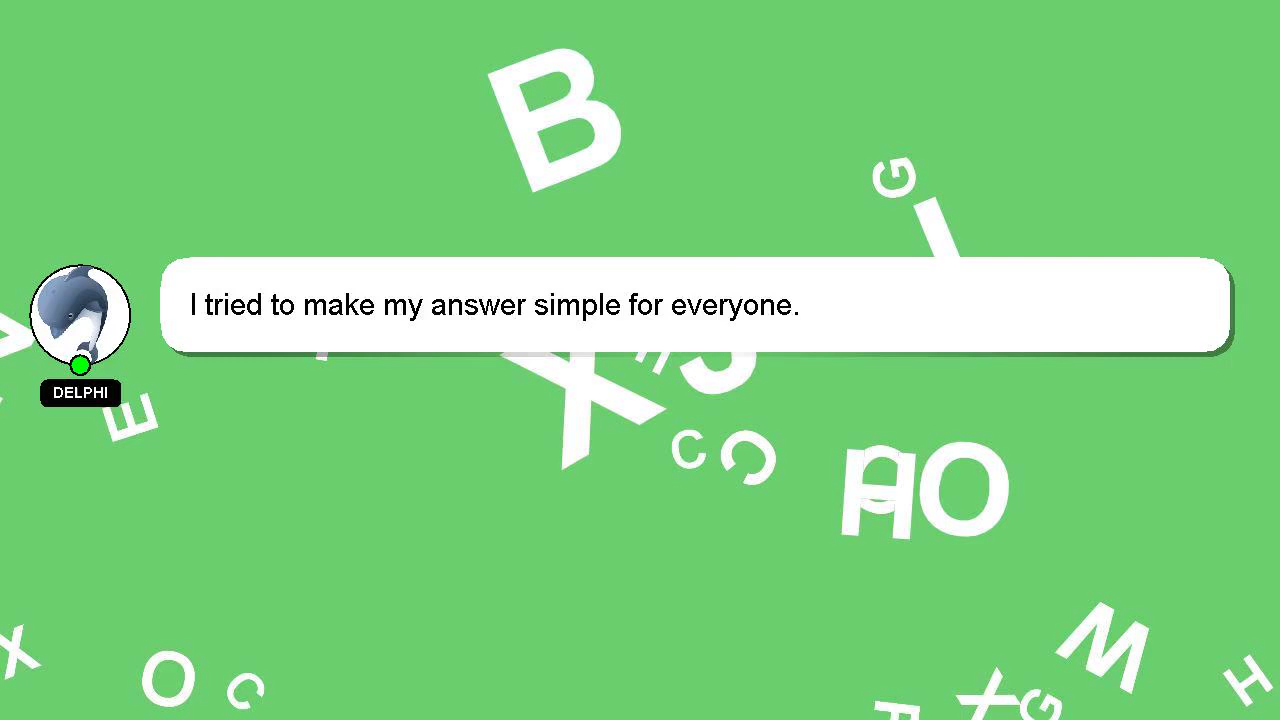 B
G
I
I tried to make my answer simple for everyone.
DELPHI
E
X
C
C
H
O
O
X
O
C
M
H
X
G